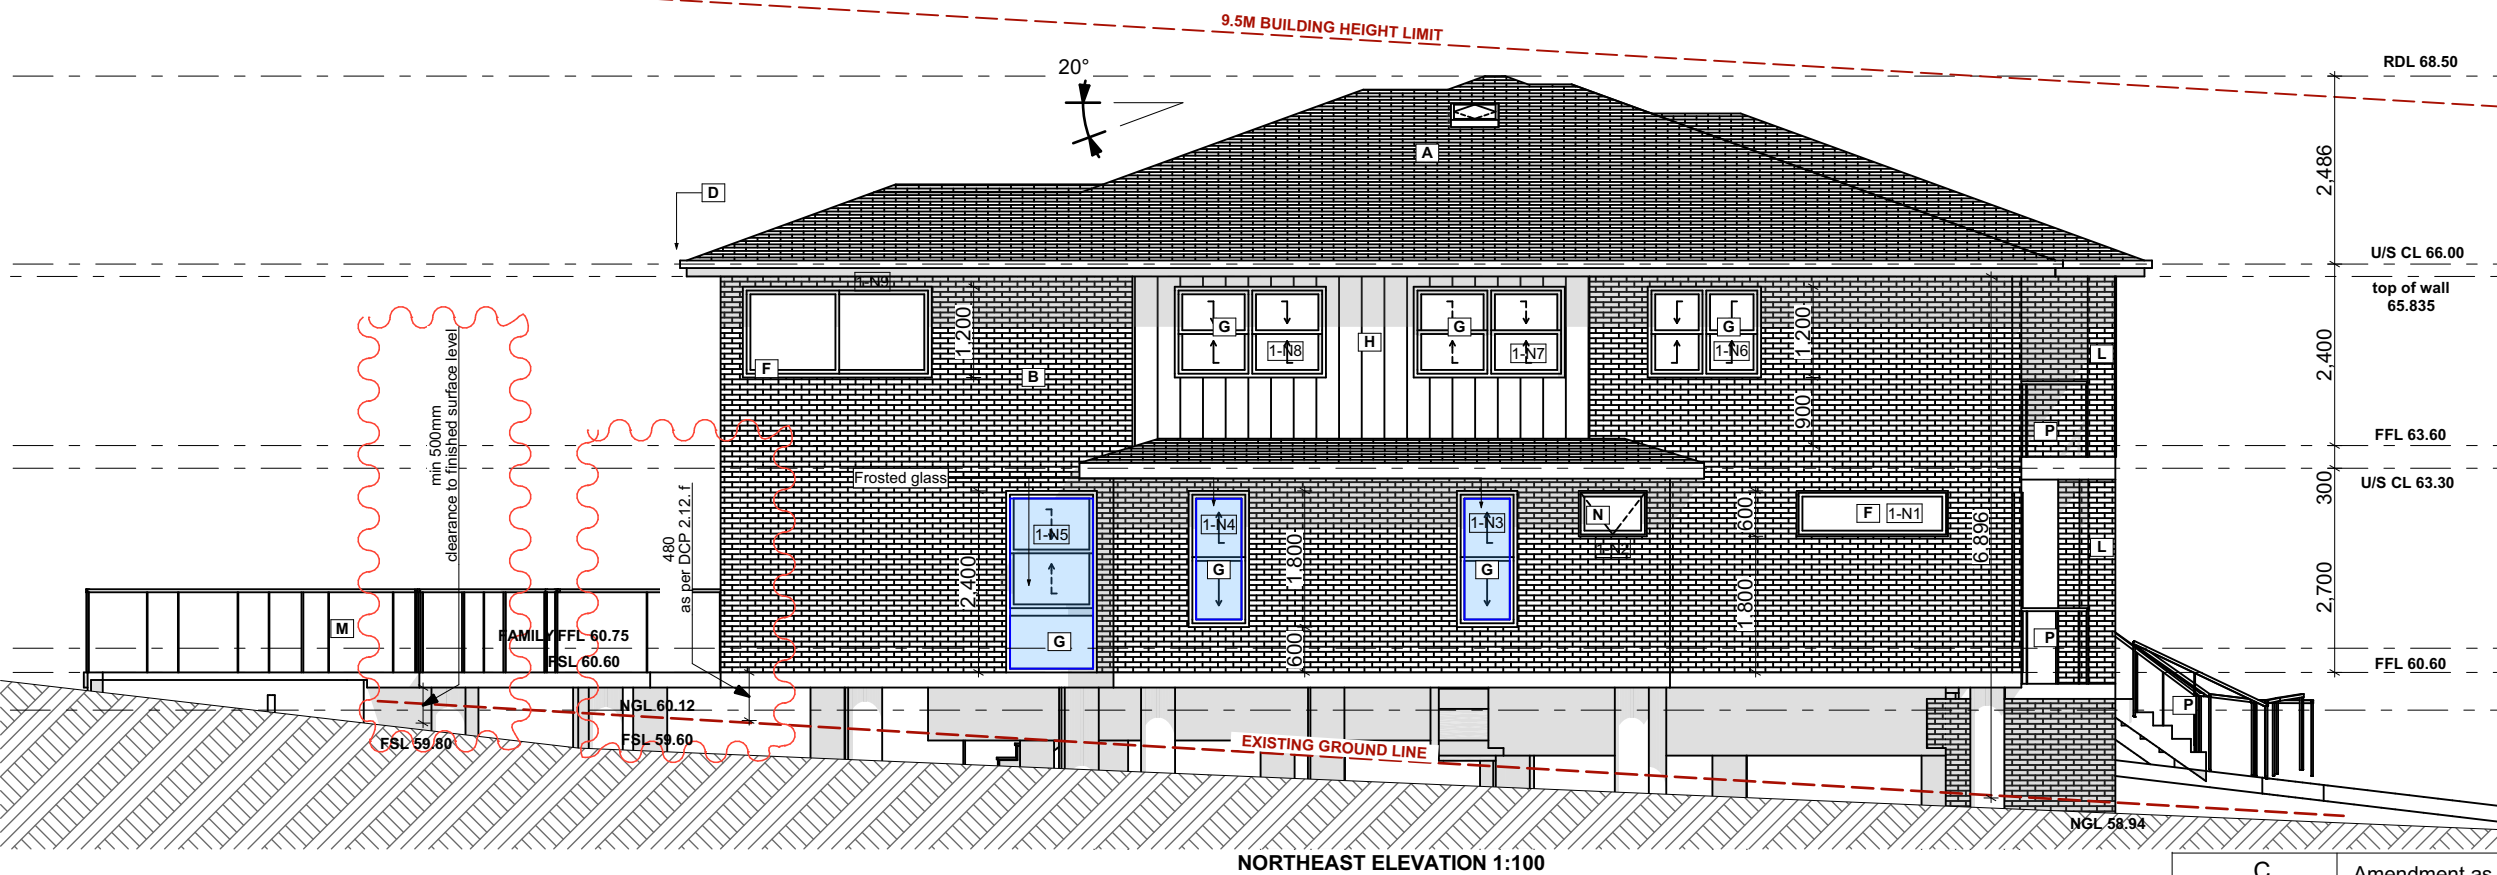 9.5M BUILDING HEIGHT LIMIT
RDL 68.50
20°
A
2,486
D
U/S CL 66.00
top of wall
65.835
1-N9
1,200
F
B
G
1-N8
H
G
1-N7
G
1-N6
1,200
900
L
2,400
P
FFL 63.60
300
U/S CL 63.30
min 500mm
clearance to finished surface level
480
as per DCP 2.12. f
Frosted glass
1-N5
2,400
G
1-N4
G
1,800
600
1-N3
G
N
1-N2
600
1,800
F
1-N1
6,896
L
2,700
P
M
FAMILY FFL 60.75
FSL 60.60
FFL 60.60
NGL 60.12
FSL 59.80
FSL 59.60
EXISTING GROUND LINE
P
NGL 58.94
NORTHEAST ELEVATION 1:100
C
Amendment as